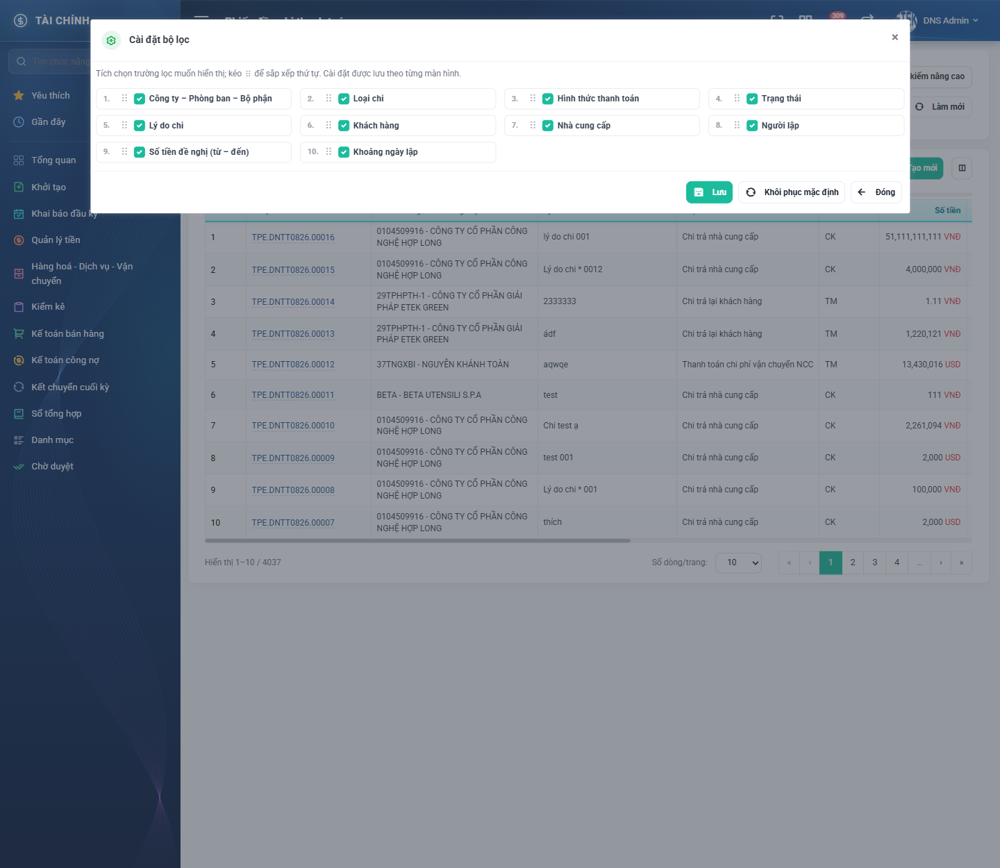 TÀI CHÍNH
309
DNS Admin
Cài đặt bộ lọc
×
Tích chọn trường lọc muốn hiển thị; kéo ⠿ để sắp xếp thứ tự. Cài đặt được lưu theo từng màn hình.
1. Công ty – Phòng ban – Bộ phận
2. Loại chi
3. Hình thức thanh toán
4. Trạng thái
5. Lý do chi
6. Khách hàng
7. Nhà cung cấp
8. Người lập
9. Số tiền đề nghị (từ – đến)
10. Khoảng ngày lập
Lưu
Khôi phục mặc định
Đóng
Tìm chức năng
Yêu thích
Gần đây
Tổng quan
Khởi tạo
Khai báo đầu kỳ
Quản lý tiền
Hàng hoá - Dịch vụ - Vận
chuyển
Kiểm kê
Kế toán bán hàng
Kế toán công nợ
Kết chuyển cuối kỳ
Sổ tổng hợp
Danh mục
Chờ duyệt
kiếm nâng cao
Làm mới
Tạo mới
Số tiền
1 TPE.DNTT0826.00016 0104509916 - CÔNG TY CỔ PHẦN CÔNG NGHỆ HỢP LONG lý do chi 001 Chi trả nhà cung cấp CK 51,111,111,111 VNĐ
2 TPE.DNTT0826.00015 0104509916 - CÔNG TY CỔ PHẦN CÔNG NGHỆ HỢP LONG Lý do chi * 0012 Chi trả nhà cung cấp CK 4,000,000 VNĐ
3 TPE.DNTT0826.00014 29TPHPTH-1 - CÔNG TY CỔ PHẦN GIẢI PHÁP ETEK GREEN 2333333 Chi trả lại khách hàng TM 1.11 VNĐ
4 TPE.DNTT0826.00013 29TPHPTH-1 - CÔNG TY CỔ PHẦN GIẢI PHÁP ETEK GREEN ádf Chi trả lại khách hàng TM 1,220,121 VNĐ
5 TPE.DNTT0826.00012 37TNGXBI - NGUYỄN KHÁNH TOÀN aqwqe Thanh toán chi phí vận chuyển NCC TM 13,430,016 USD
6 TPE.DNTT0826.00011 BETA - BETA UTENSILI S.P.A test Chi trả nhà cung cấp CK 111 VNĐ
7 TPE.DNTT0826.00010 0104509916 - CÔNG TY CỔ PHẦN CÔNG NGHỆ HỢP LONG Chi test ạ Chi trả nhà cung cấp CK 2,261,094 VNĐ
8 TPE.DNTT0826.00009 0104509916 - CÔNG TY CỔ PHẦN CÔNG NGHỆ HỢP LONG test 001 Chi trả nhà cung cấp CK 2,000 USD
9 TPE.DNTT0826.00008 0104509916 - CÔNG TY CỔ PHẦN CÔNG NGHỆ HỢP LONG Lý do chi * 001 Chi trả nhà cung cấp CK 100,000 VNĐ
10 TPE.DNTT0826.00007 0104509916 - CÔNG TY CỔ PHẦN CÔNG NGHỆ HỢP LONG thích Chi trả nhà cung cấp CK 2,000 USD
Hiển thị 1–10 / 4037
Số dòng/trang: 10
« ‹ 1 2 3 4 ... › »